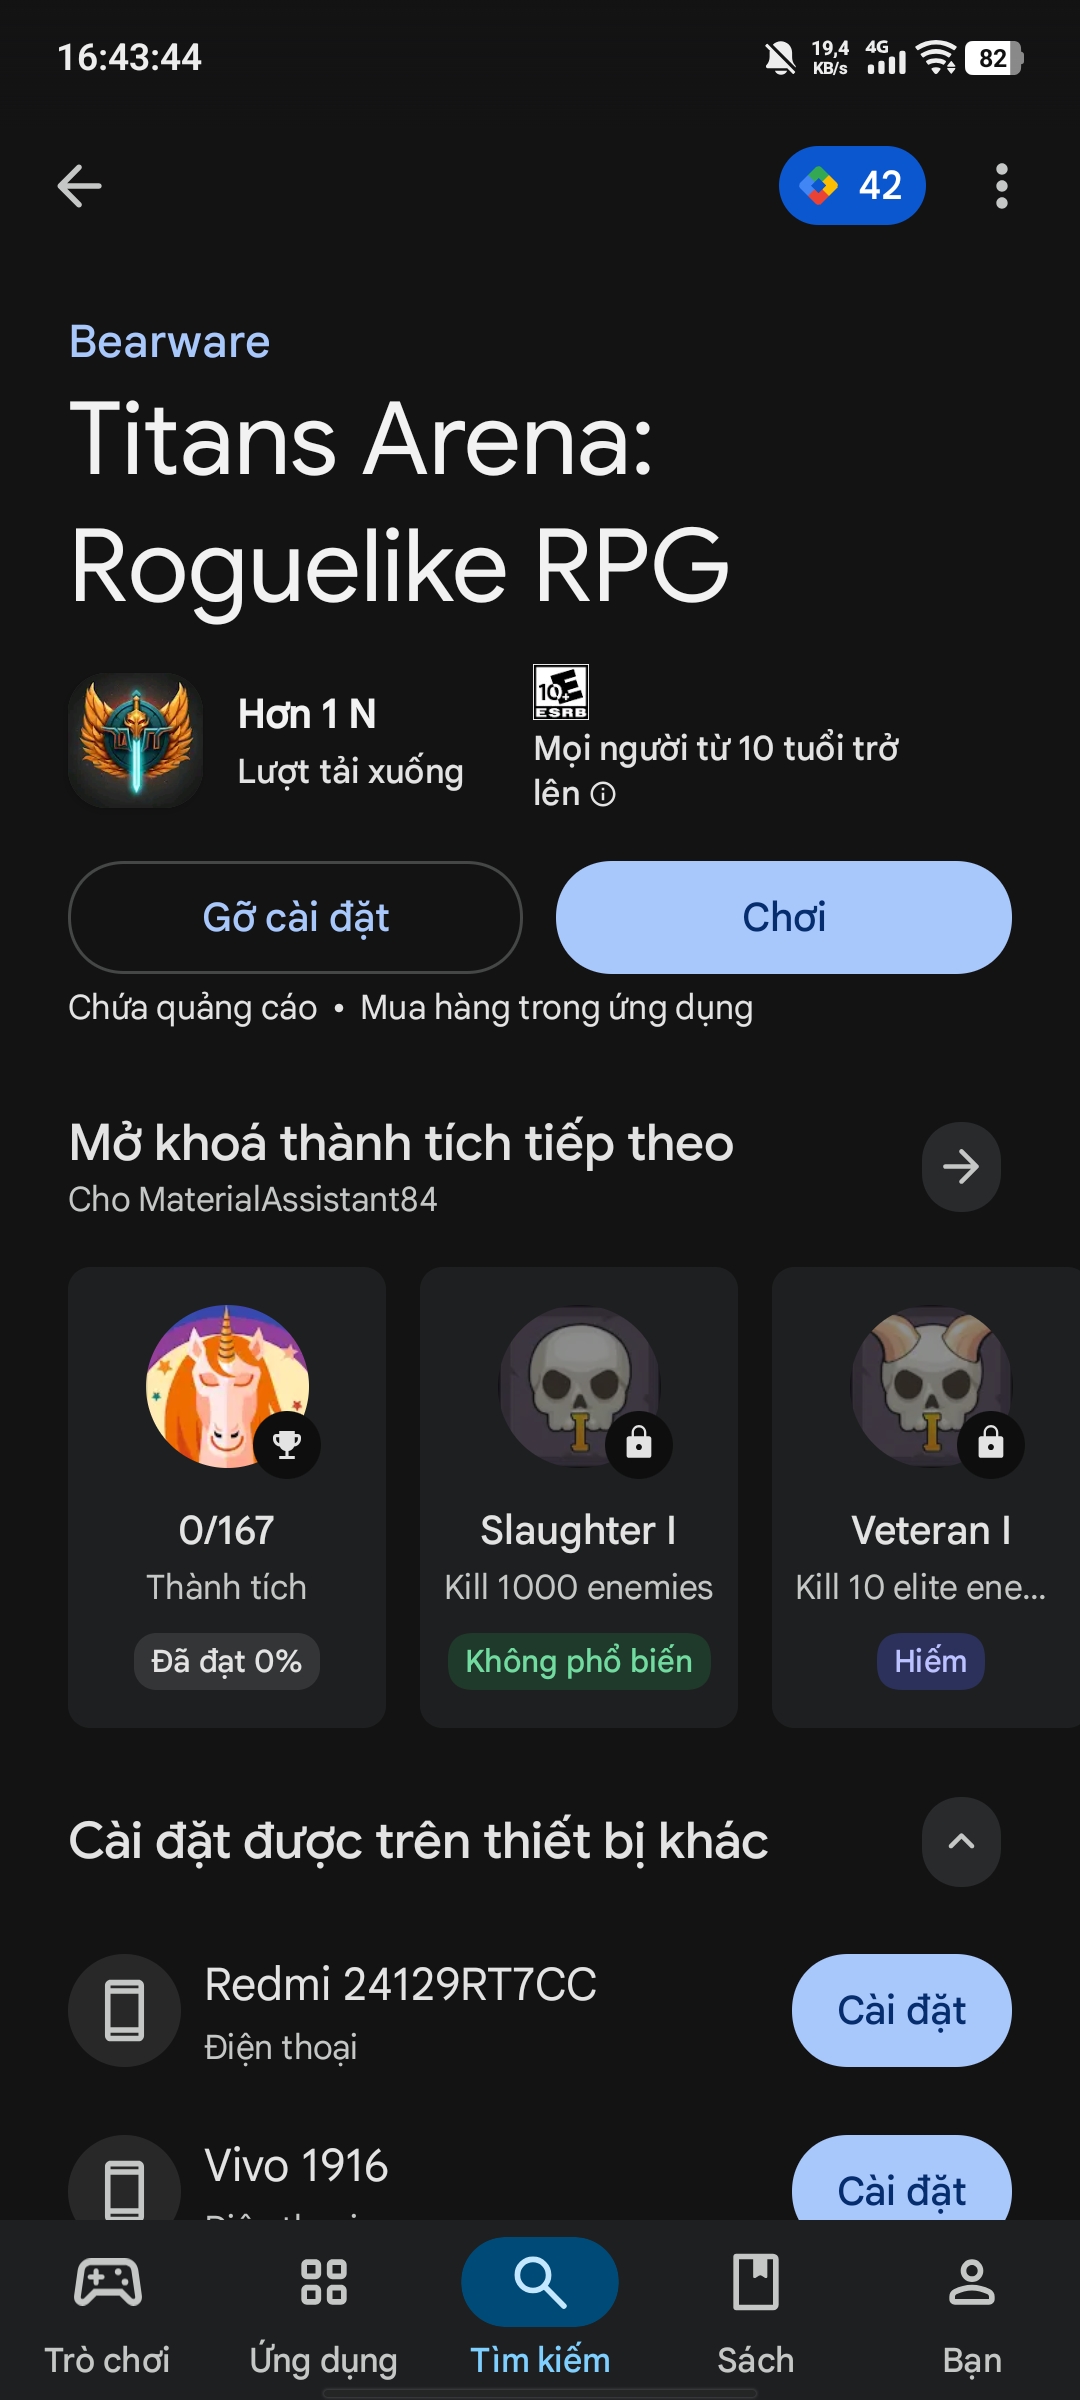 16:43:44
19,4
KB/s
4G
82
42
Bearware
Titans Arena:
Roguelike RPG
10+
E
ESRB
Hơn 1 N
Lượt tải xuống
Mọi người từ 10 tuổi trở
lên
Gỡ cài đặt
Chơi
Chứa quảng cáo • Mua hàng trong ứng dụng
Mở khoá thành tích tiếp theo
Cho MaterialAssistant84
I
I
0/167
Thành tích
Đã đạt 0%
Slaughter I
Kill 1000 enemies
Không phổ biến
Veteran I
Kill 10 elite ene...
Hiếm
Cài đặt được trên thiết bị khác
Redmi 24129RT7CC
Điện thoại
Cài đặt
Vivo 1916
Cài đặt
Trò chơi
Ứng dụng
Tìm kiếm
Sách
Bạn